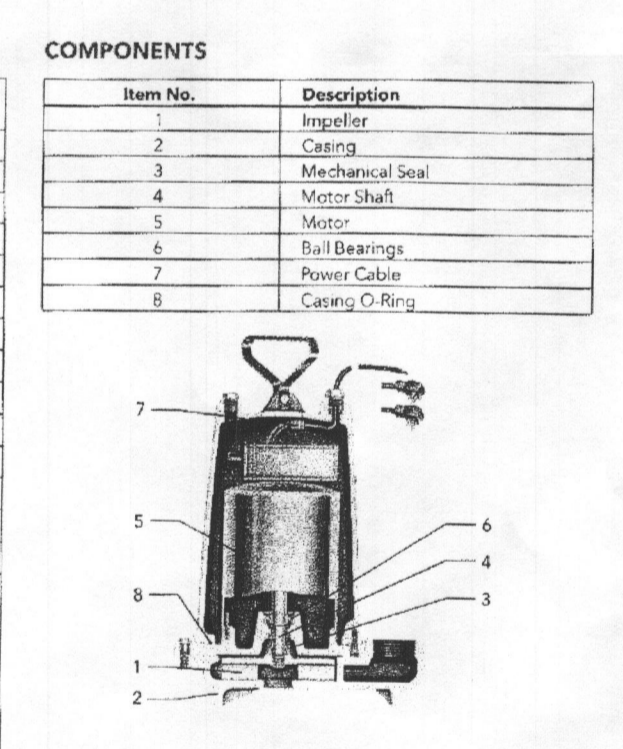 COMPONENTS
Item No. Description
1 Impeller
2 Casing
3 Mechanical Seal
4 Motor Shaft
5 Motor
6 Ball Bearings
7 Power Cable
8 Casing O-Ring
7
5
6
4
8
3
1
2